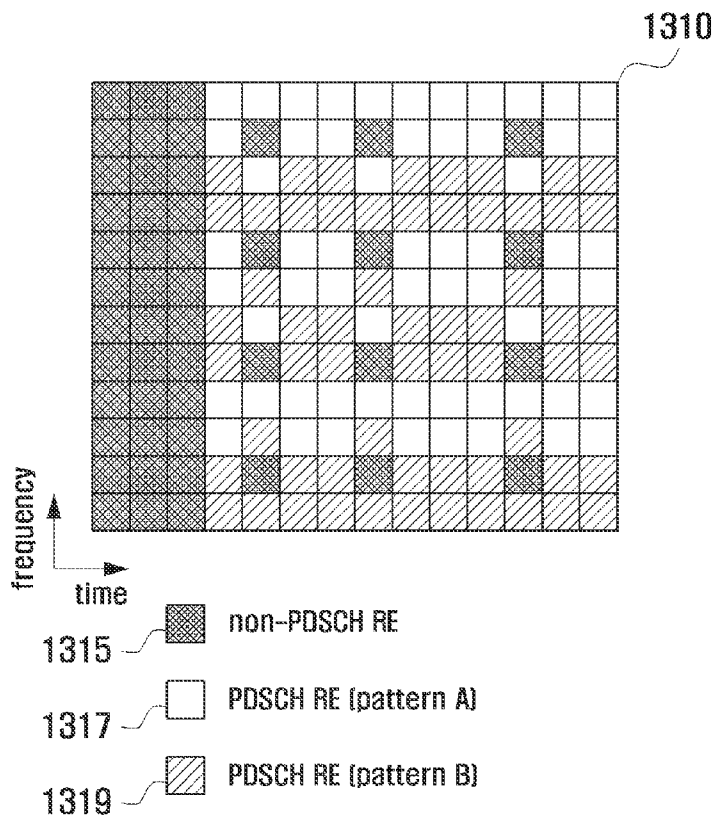 1310
frequency
time
1315
non-PDSCH RE
1317
PDSCH RE (pattern A)
1319
PDSCH RE (pattern B)